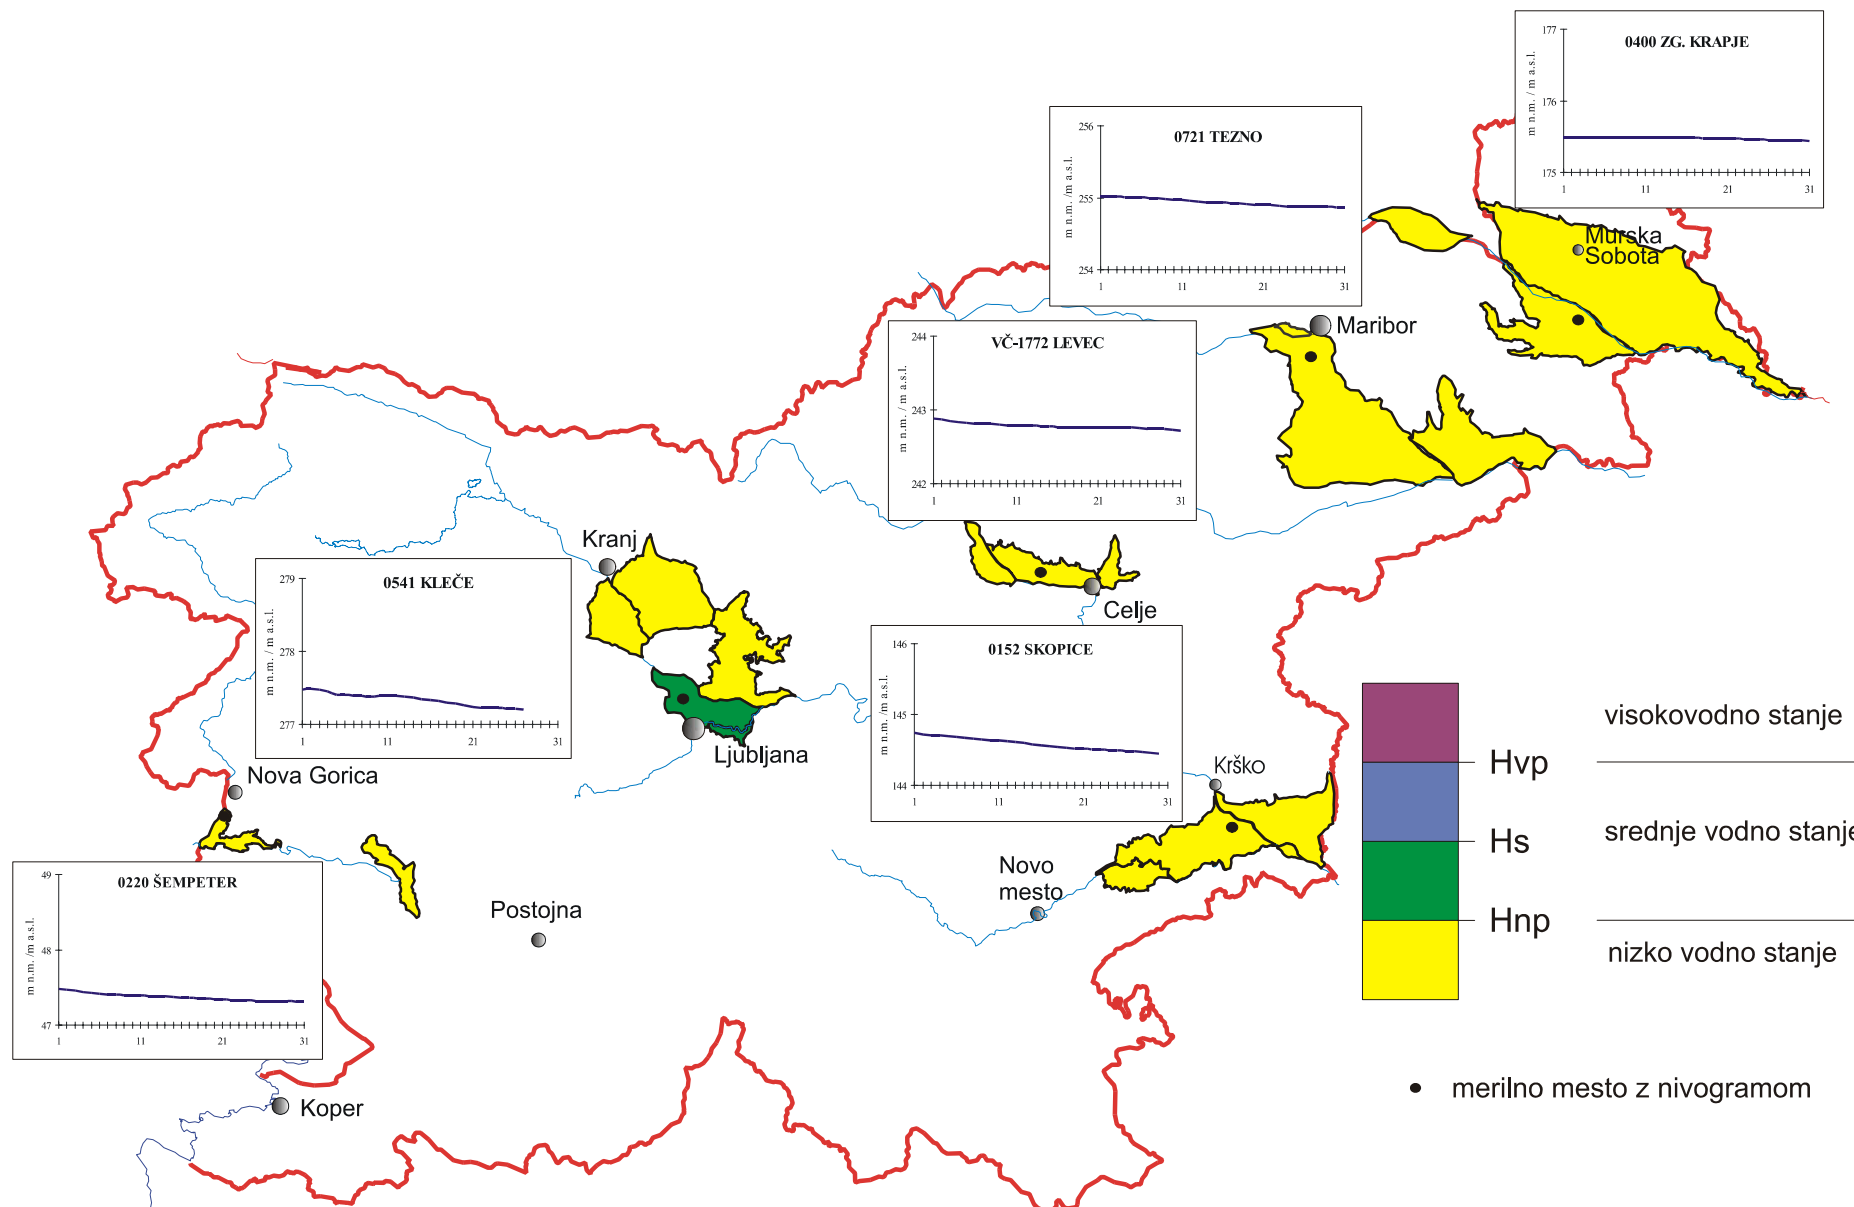 0400 ZG. KRAPJE
m n.m. / m a.s.l.
177
176
175
1
11
21
31
0721 TEZNO
m n.m. /m a.s.l.
256
255
254
1
11
21
31
Murska
Sobota
Maribor
VČ-1772 LEVEC
m n.m. / m a.s.l.
244
243
242
1
11
21
31
Kranj
Celje
0541 KLEČE
m n.m. / m a.s.l.
279
278
277
1
11
21
31
0152 SKOPICE
m n.m. /m a.s.l.
146
145
144
1
11
21
31
Ljubljana
Nova Gorica
Krško
Novo
mesto
Postojna
0220 ŠEMPETER
m n.m. /m a.s.l.
49
48
47
1
11
21
31
Koper
visokovodno stanje
Hvp
srednje vodno stanje
Hs
Hnp
nizko vodno stanje
merilno mesto z nivogramom